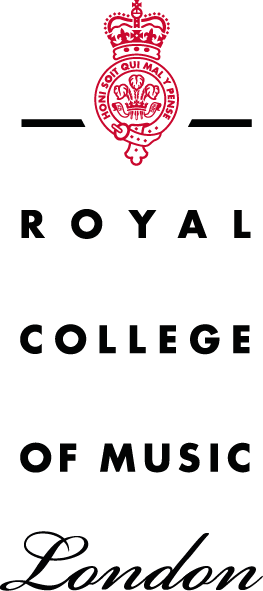 HONI SOIT QUI MAL Y PENSE
ROYAL
COLLEGE
OF MUSIC
London